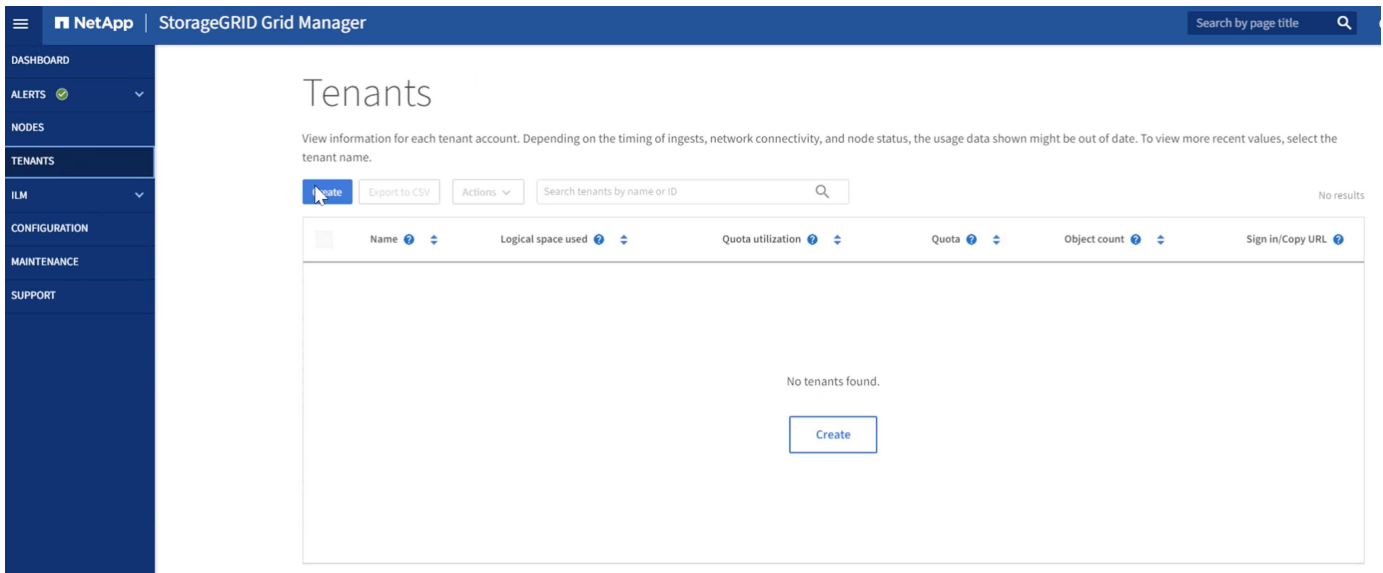 NetApp | StorageGRID Grid Manager
Search by page title
DASHBOARD
ALERTS
NODES
TENANTS
ILM
CONFIGURATION
MAINTENANCE
SUPPORT
Tenants
View information for each tenant account. Depending on the timing of ingests, network connectivity, and node status, the usage data shown might be out of date. To view more recent values, select the
tenant name.
Create Export to CSV Actions Search tenants by name or ID
No results
Name Logical space used Quota utilization Quota Object count Sign in/Copy URL
No tenants found.
Create